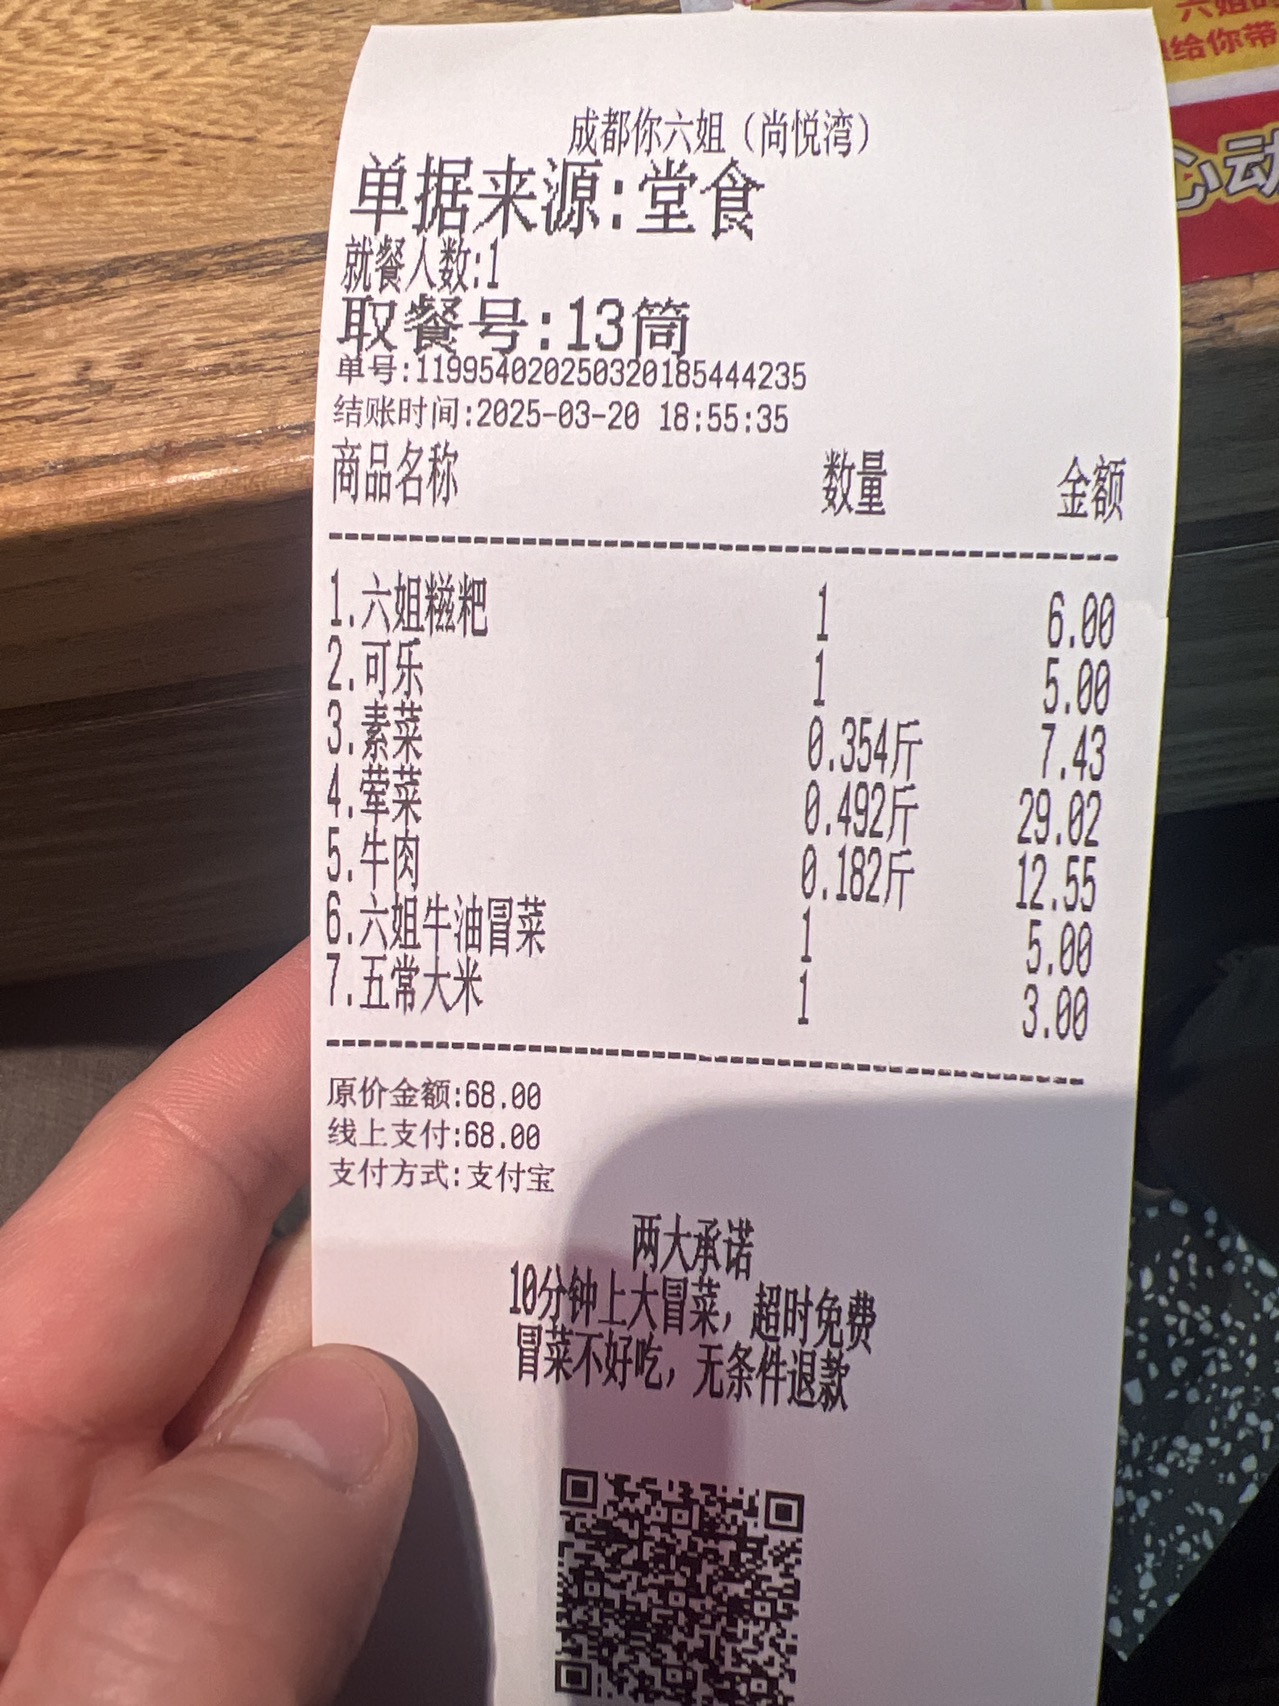 六姐
给你带
心动
成都你六姐（尚悦湾）
单据来源:堂食
就餐人数:1
取餐号:13筒
单号:119954020250320185444235
结账时间:2025-03-20 18:55:35
商品名称 数量 金额
1.六姐糍粑 1 6.00
2.可乐 1 5.00
3.素菜 0.354斤 7.43
4.荤菜 0.492斤 29.02
5.牛肉 0.182斤 12.55
6.六姐牛油冒菜 1 5.00
7.五常大米 1 3.00
原价金额:68.00
线上支付:68.00
支付方式:支付宝
两大承诺
10分钟上大冒菜，超时免费
冒菜不好吃，无条件退款